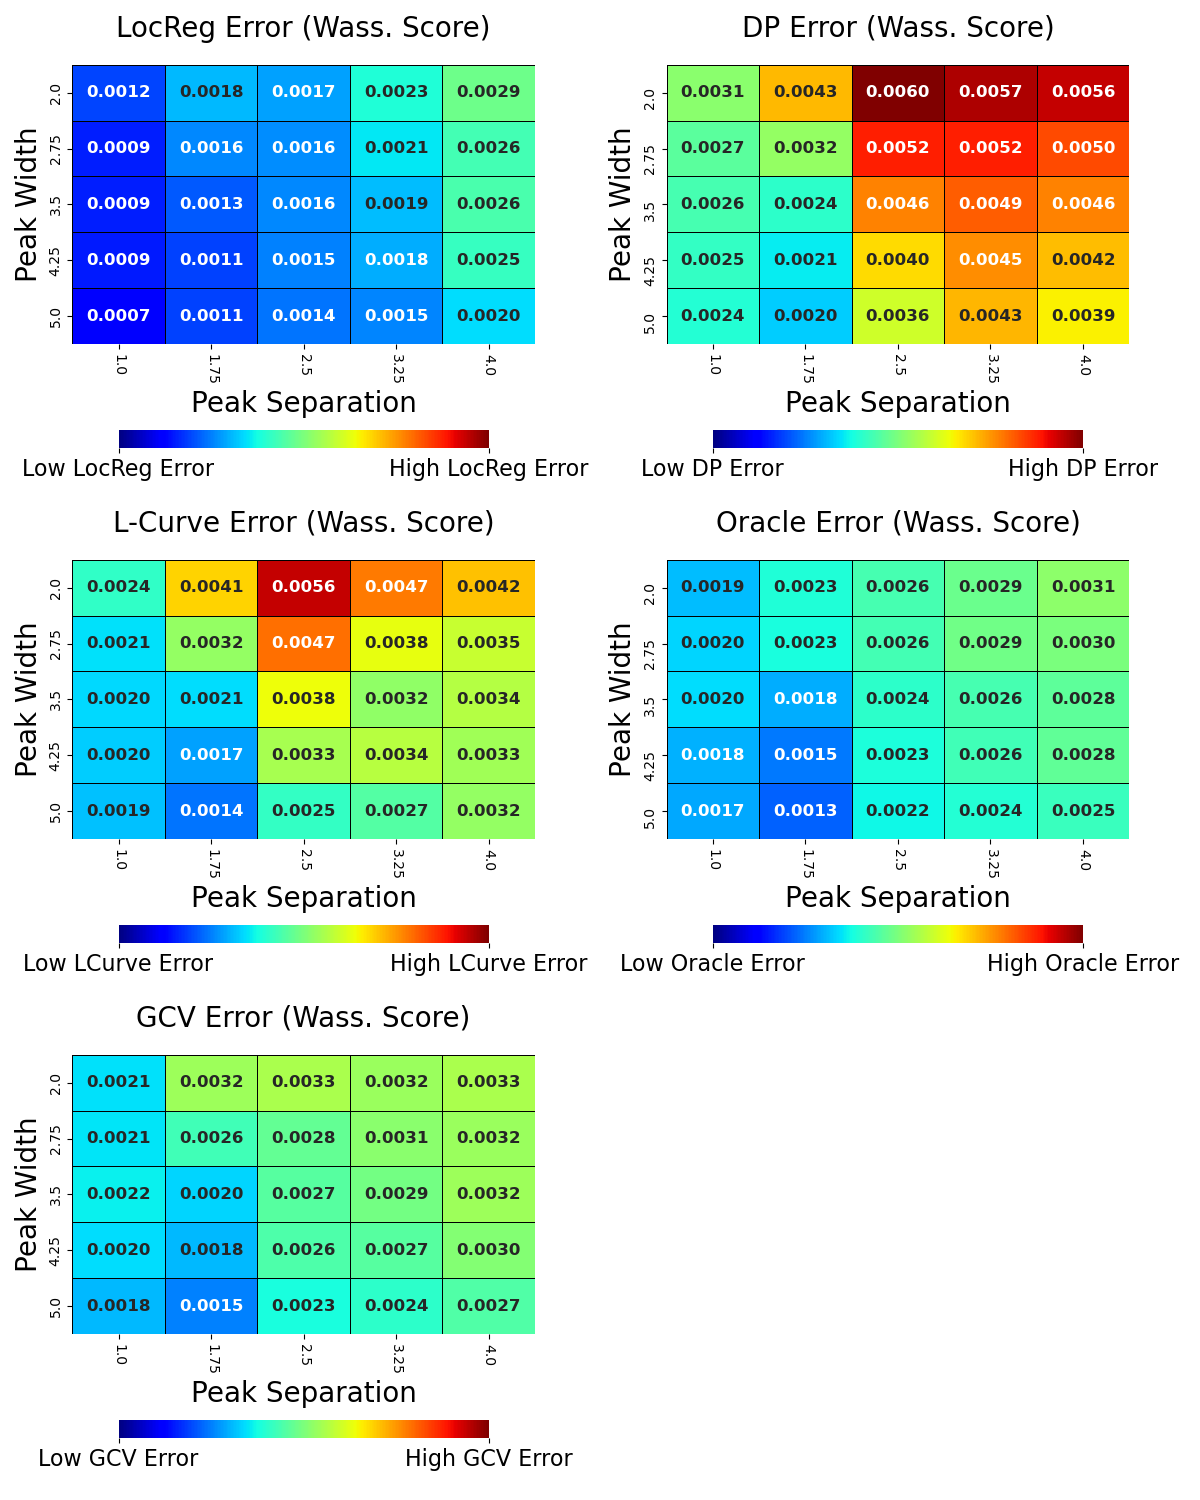 LocReg Error (Wass. Score)
Peak Width
2.0 0.0012 0.0018 0.0017 0.0023 0.0029
2.75 0.0009 0.0016 0.0016 0.0021 0.0026
3.5 0.0009 0.0013 0.0016 0.0019 0.0026
4.25 0.0009 0.0011 0.0015 0.0018 0.0025
5.0 0.0007 0.0011 0.0014 0.0015 0.0020
1.0 1.75 2.5 3.25 4.0
Peak Separation
Low LocReg Error High LocReg Error
DP Error (Wass. Score)
Peak Width
2.0 0.0031 0.0043 0.0060 0.0057 0.0056
2.75 0.0027 0.0032 0.0052 0.0052 0.0050
3.5 0.0026 0.0024 0.0046 0.0049 0.0046
4.25 0.0025 0.0021 0.0040 0.0045 0.0042
5.0 0.0024 0.0020 0.0036 0.0043 0.0039
1.0 1.75 2.5 3.25 4.0
Peak Separation
Low DP Error High DP Error
L-Curve Error (Wass. Score)
Peak Width
2.0 0.0024 0.0041 0.0056 0.0047 0.0042
2.75 0.0021 0.0032 0.0047 0.0038 0.0035
3.5 0.0020 0.0021 0.0038 0.0032 0.0034
4.25 0.0020 0.0017 0.0033 0.0034 0.0033
5.0 0.0019 0.0014 0.0025 0.0027 0.0032
1.0 1.75 2.5 3.25 4.0
Peak Separation
Low LCurve Error High LCurve Error
Oracle Error (Wass. Score)
Peak Width
2.0 0.0019 0.0023 0.0026 0.0029 0.0031
2.75 0.0020 0.0023 0.0026 0.0029 0.0030
3.5 0.0020 0.0018 0.0024 0.0026 0.0028
4.25 0.0018 0.0015 0.0023 0.0026 0.0028
5.0 0.0017 0.0013 0.0022 0.0024 0.0025
1.0 1.75 2.5 3.25 4.0
Peak Separation
Low Oracle Error High Oracle Error
GCV Error (Wass. Score)
Peak Width
2.0 0.0021 0.0032 0.0033 0.0032 0.0033
2.75 0.0021 0.0026 0.0028 0.0031 0.0032
3.5 0.0022 0.0020 0.0027 0.0029 0.0032
4.25 0.0020 0.0018 0.0026 0.0027 0.0030
5.0 0.0018 0.0015 0.0023 0.0024 0.0027
1.0 1.75 2.5 3.25 4.0
Peak Separation
Low GCV Error High GCV Error